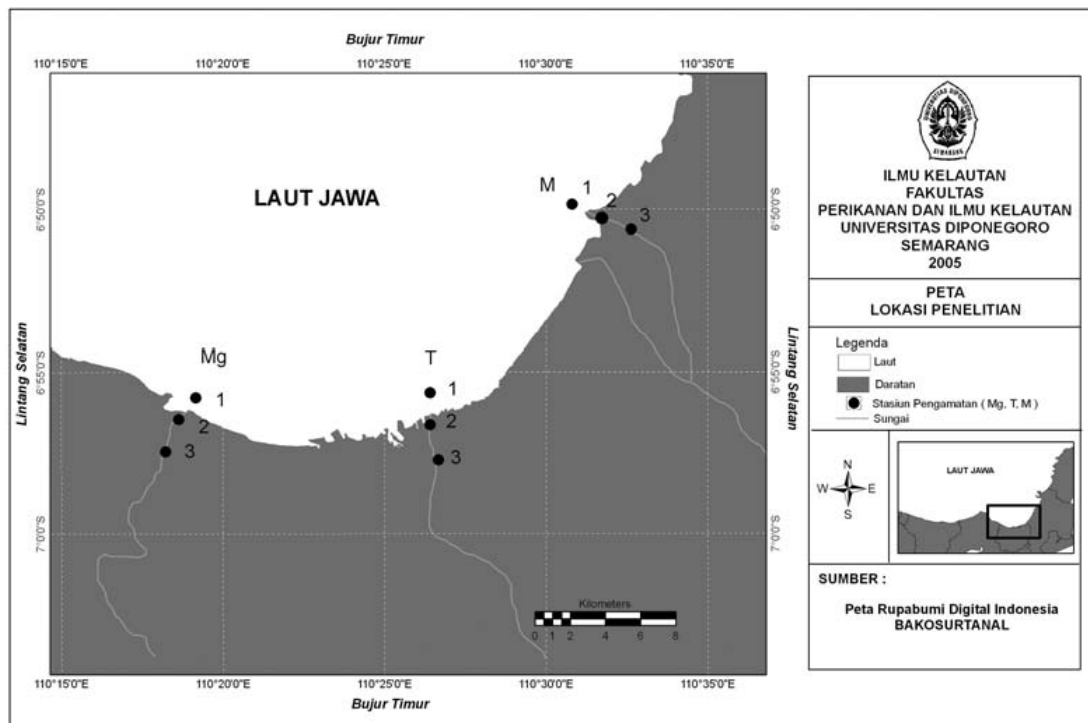 Bujur Timur
110°15'0"E 110°20'0"E 110°25'0"E 110°30'0"E 110°35'0"E
LAUT JAWA
M 1
2
3
6°50'0"S 6°50'0"S
Mg
1
2
3
T
1
2
3
6°55'0"S 6°55'0"S
Lintang Selatan Lintang Selatan
7°0'0"S 7°0'0"S
Kilometers
0 1 2 4 6 8
110°15'0"E 110°20'0"E 110°25'0"E 110°30'0"E 110°35'0"E
Bujur Timur
UNIVERSITAS DIPONEGORO
SEMARANG
ILMU KELAUTAN
FAKULTAS
PERIKANAN DAN ILMU KELAUTAN
UNIVERSITAS DIPONEGORO
SEMARANG
2005
PETA
LOKASI PENELITIAN
Legenda
Laut
Daratan
Stasiun Pengamatan ( Mg, T, M )
Sungai
N
W E
S
LAUT JAWA
SUMBER :
Peta Rupabumi Digital Indonesia
BAKOSURTANAL